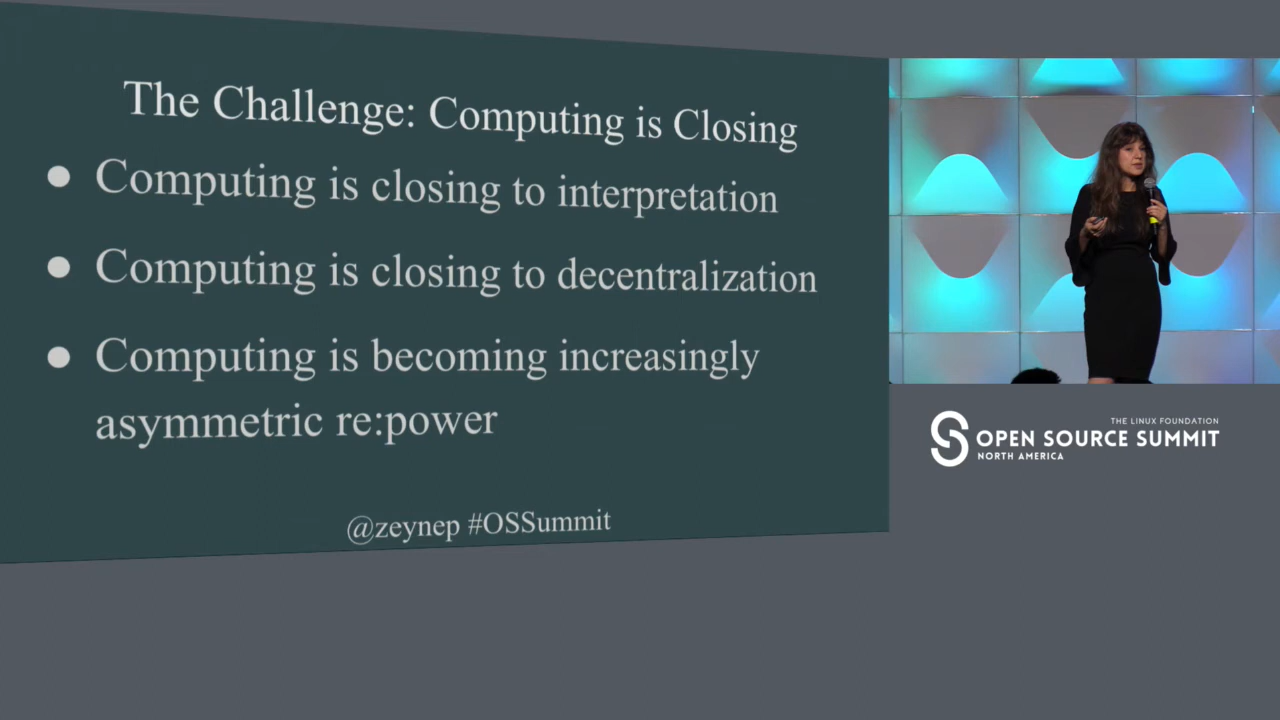 The Challenge: Computing is Closing
● Computing is closing to interpretation
● Computing is closing to decentralization
● Computing is becoming increasingly
asymmetric re:power
@zeynep #OSSummit
THE LINUX FOUNDATION
OPEN SOURCE SUMMIT
NORTH AMERICA